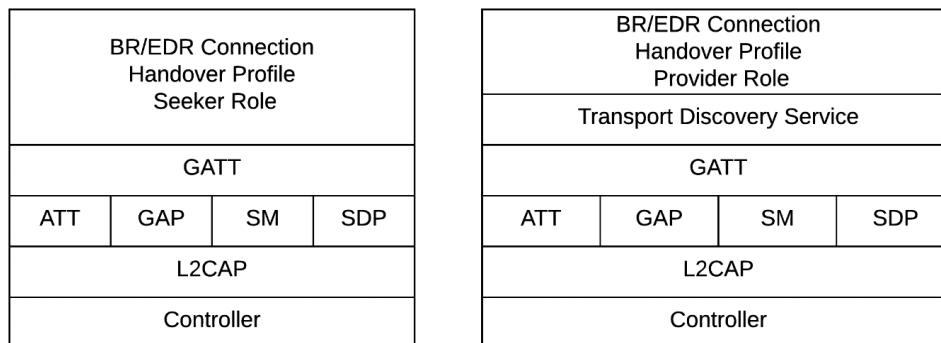 BR/EDR Connection
Handover Profile
Seeker Role
GATT
ATT GAP SM SDP
L2CAP
Controller
BR/EDR Connection
Handover Profile
Provider Role
Transport Discovery Service
GATT
ATT GAP SM SDP
L2CAP
Controller